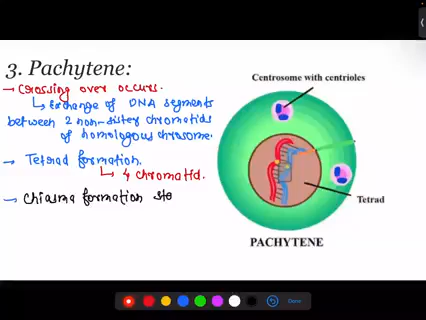 3. Pachytene:
→ Crossing over occurs.
↳ Exchange of DNA segments
between 2 non-sister chromatids
of homologous chrosome.
→ Tetrad formation.
↳ 4 chromatid.
→ Chiasma formation sto
Centrosome with centrioles
Tetrad
PACHYTENE
Done